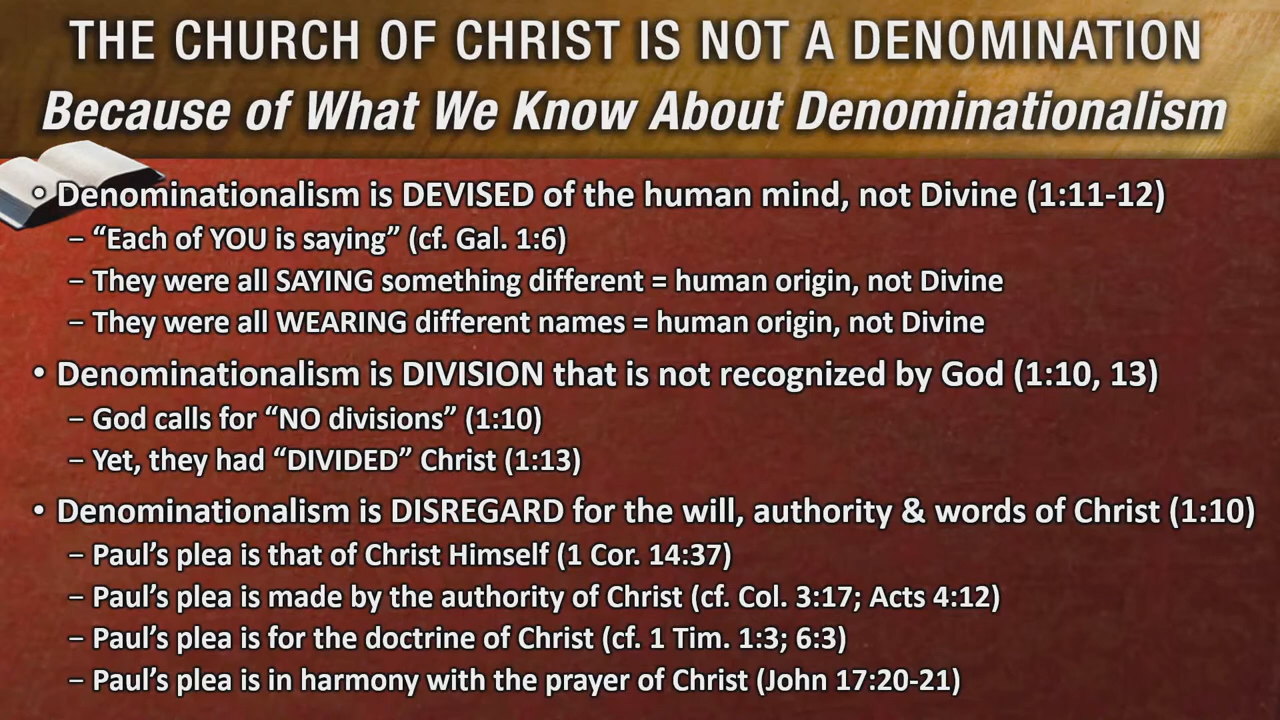 THE CHURCH OF CHRIST IS NOT A DENOMINATION
Because of What We Know About Denominationalism
• Denominationalism is DEVISED of the human mind, not Divine (1:11-12)
– “Each of YOU is saying” (cf. Gal. 1:6)
– They were all SAYING something different = human origin, not Divine
– They were all WEARING different names = human origin, not Divine
• Denominationalism is DIVISION that is not recognized by God (1:10, 13)
– God calls for “NO divisions” (1:10)
– Yet, they had “DIVIDED” Christ (1:13)
• Denominationalism is DISREGARD for the will, authority & words of Christ (1:10)
– Paul’s plea is that of Christ Himself (1 Cor. 14:37)
– Paul’s plea is made by the authority of Christ (cf. Col. 3:17; Acts 4:12)
– Paul’s plea is for the doctrine of Christ (cf. 1 Tim. 1:3; 6:3)
– Paul’s plea is in harmony with the prayer of Christ (John 17:20-21)